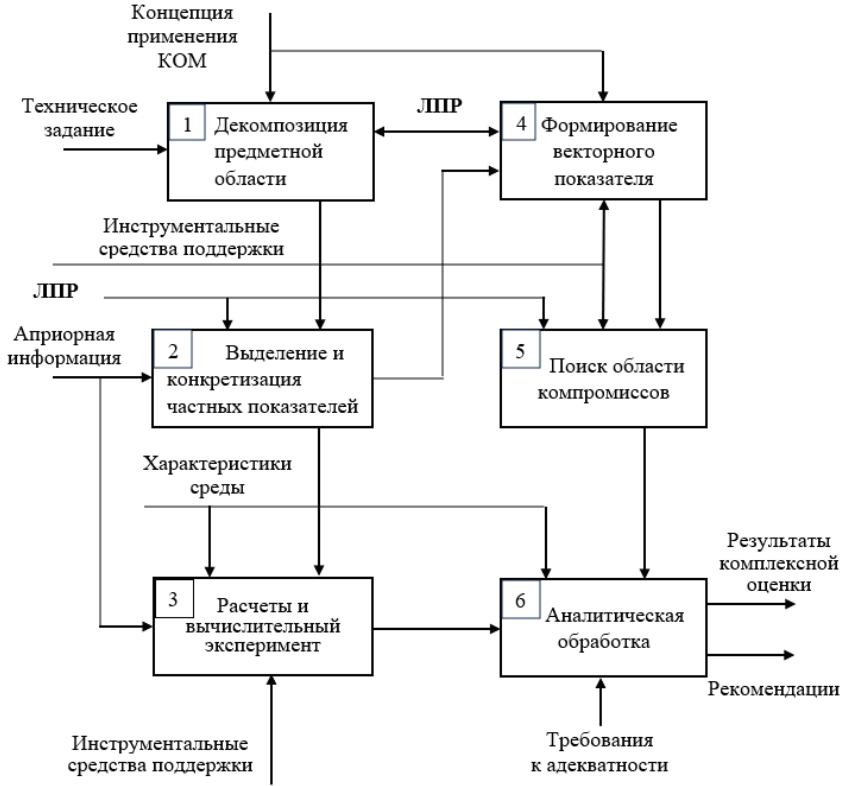 Концепция
применения
КОМ
Техническое
задание
1
Декомпозиция
предметной
области
ЛПР
4
Формирование
векторного
показателя
Инструментальные
средства поддержки
ЛПР
Априорная
информация
2
Выделение и
конкретизация
частных показателей
5
Поиск области
компромиссов
Характеристики
среды
3
Расчеты и
вычислительный
эксперимент
6
Аналитическая
обработка
Результаты
комплексной
оценки
Рекомендации
Инструментальные
средства поддержки
Требования
к адекватности